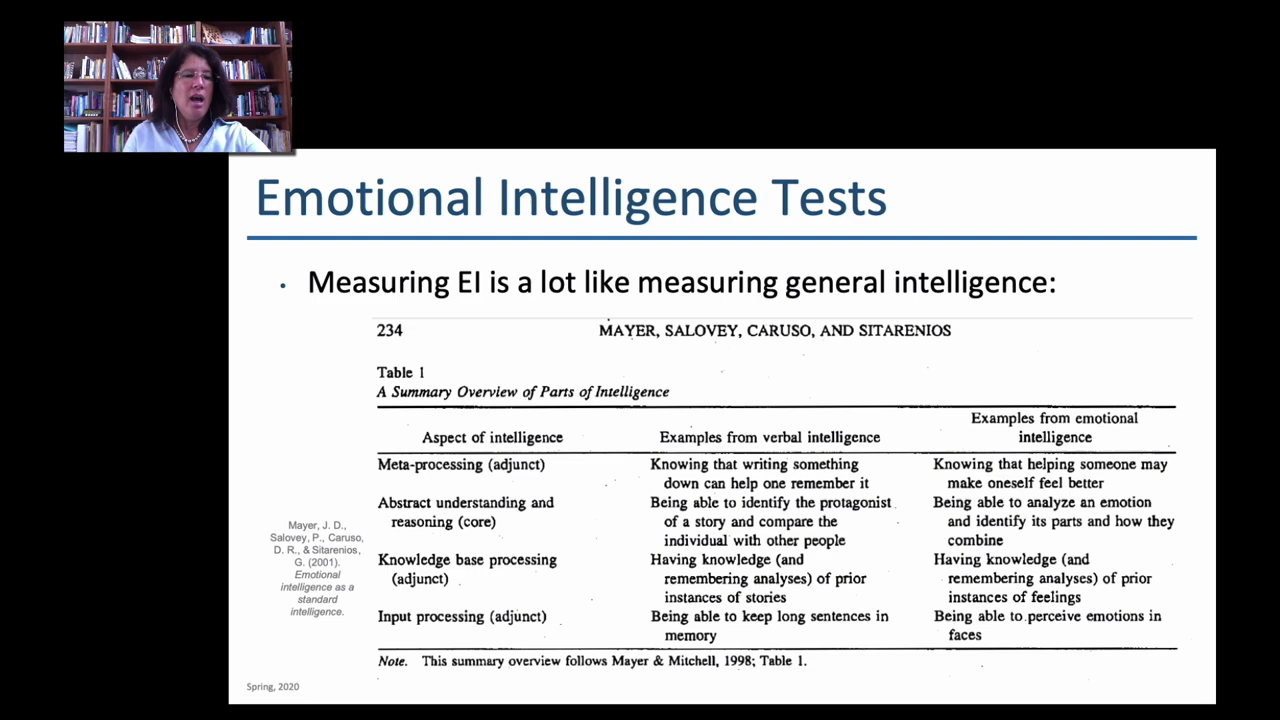 Emotional Intelligence Tests
• Measuring EI is a lot like measuring general intelligence:
234 MAYER, SALOVEY, CARUSO, AND SITARENIOS
Table 1
A Summary Overview of Parts of Intelligence
Examples from emotional
Aspect of intelligence Examples from verbal intelligence intelligence
Meta-processing (adjunct) Knowing that writing something Knowing that helping someone may
down can help one remember it make oneself feel better
Abstract understanding and Being able to identify the protagonist Being able to analyze an emotion
reasoning (core) of a story and compare the and identify its parts and how they
individual with other people combine
Knowledge base processing Having knowledge (and Having knowledge (and
(adjunct) remembering analyses) of prior remembering analyses) of prior
instances of stories instances of feelings
Input processing (adjunct) Being able to keep long sentences in Being able to perceive emotions in
memory faces
Note. This summary overview follows Mayer & Mitchell, 1998; Table 1.
Mayer, J. D.,
Salovey, P., Caruso,
D. R., & Sitarenios,
G. (2001).
Emotional
intelligence as a
standard
intelligence.
Spring, 2020